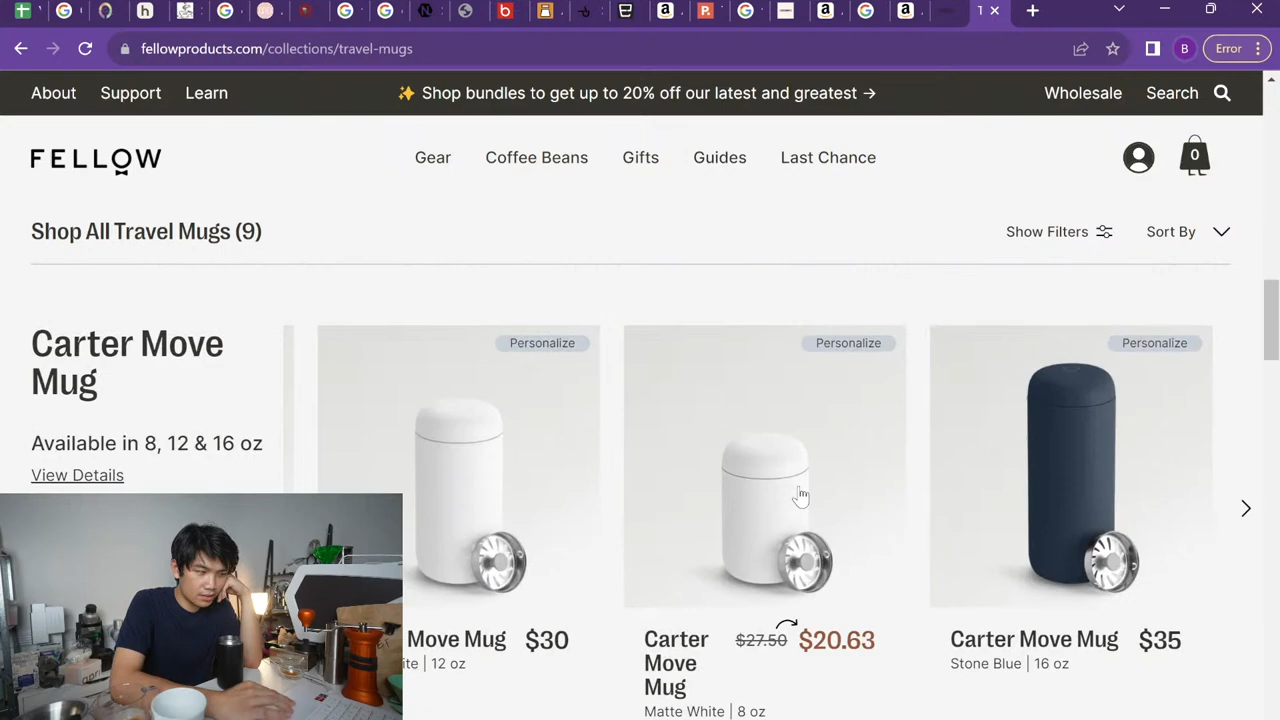 fellowproducts.com/collections/travel-mugs
B
Error
About
Support
Learn
✨ Shop bundles to get up to 20% off our latest and greatest →
Wholesale
Search
FELLOW
Gear
Coffee Beans
Gifts
Guides
Last Chance
0
Shop All Travel Mugs (9)
Show Filters
Sort By
Carter Move
Mug
Available in 8, 12 & 16 oz
View Details
Personalize
Personalize
Personalize
Move Mug $30
| 12 oz
Carter
Move
Mug
$27.50 $20.63
Matte White | 8 oz
Carter Move Mug $35
Stone Blue | 16 oz